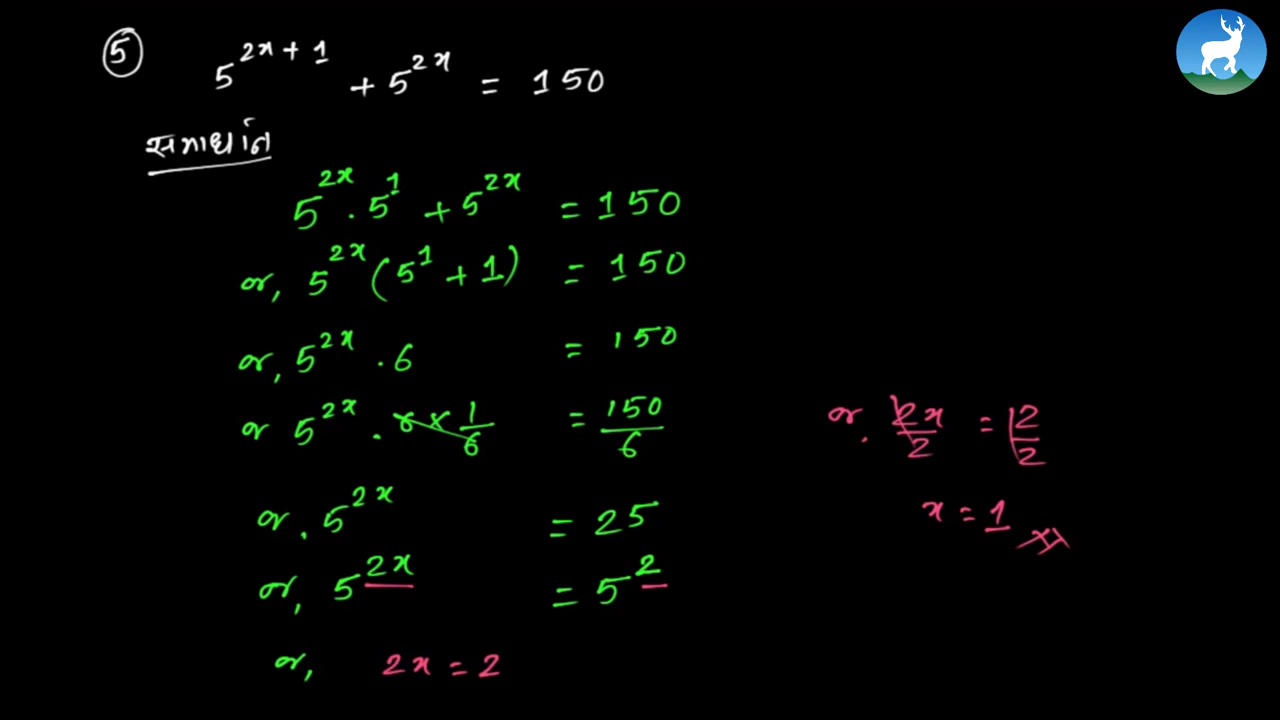 ⑤ 5^{2x+1} + 5^{2x} = 150
समाधान
5^{2x} . 5^1 + 5^{2x} = 150
or, 5^{2x} (5^1 + 1) = 150
or, 5^{2x} . 6 = 150
or 5^{2x} . 6 × 1/6 = 150/6
or, 5^{2x} = 25
or, 5^{2x} = 5^2
or, 2x = 2
or, 2x/2 = 2/2
x = 1